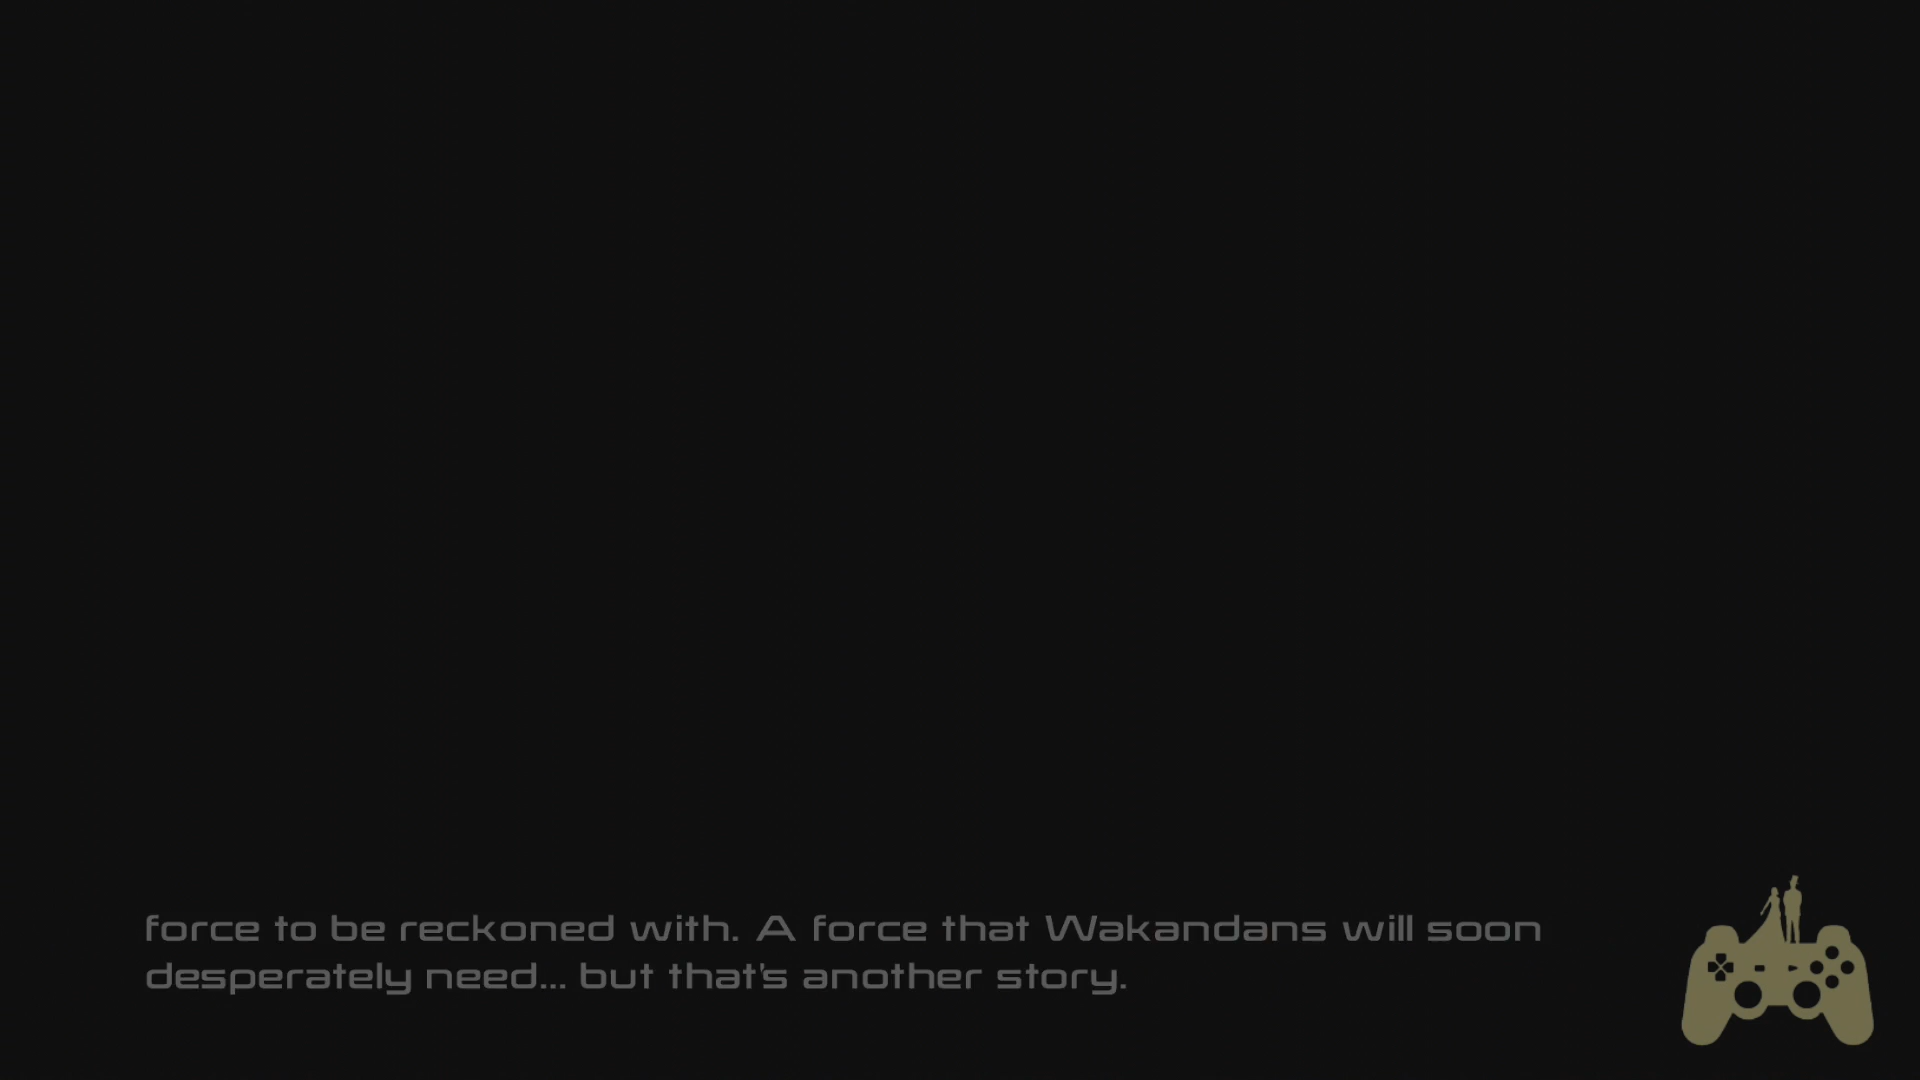 force to be reckoned with. A force that Wakandans will soon
desperately need... but that's another story.